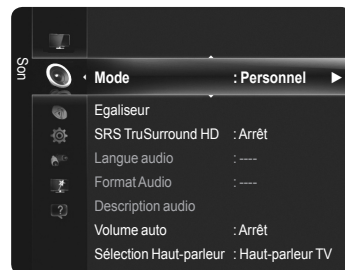 Son
Mode : Personnel ►
Egaliseur
SRS TruSurround HD : Arrêt
Langue audio : ----
Format Audio : ----
Description audio
Volume auto : Arrêt
Sélection Haut-parleur : Haut-parleur TV